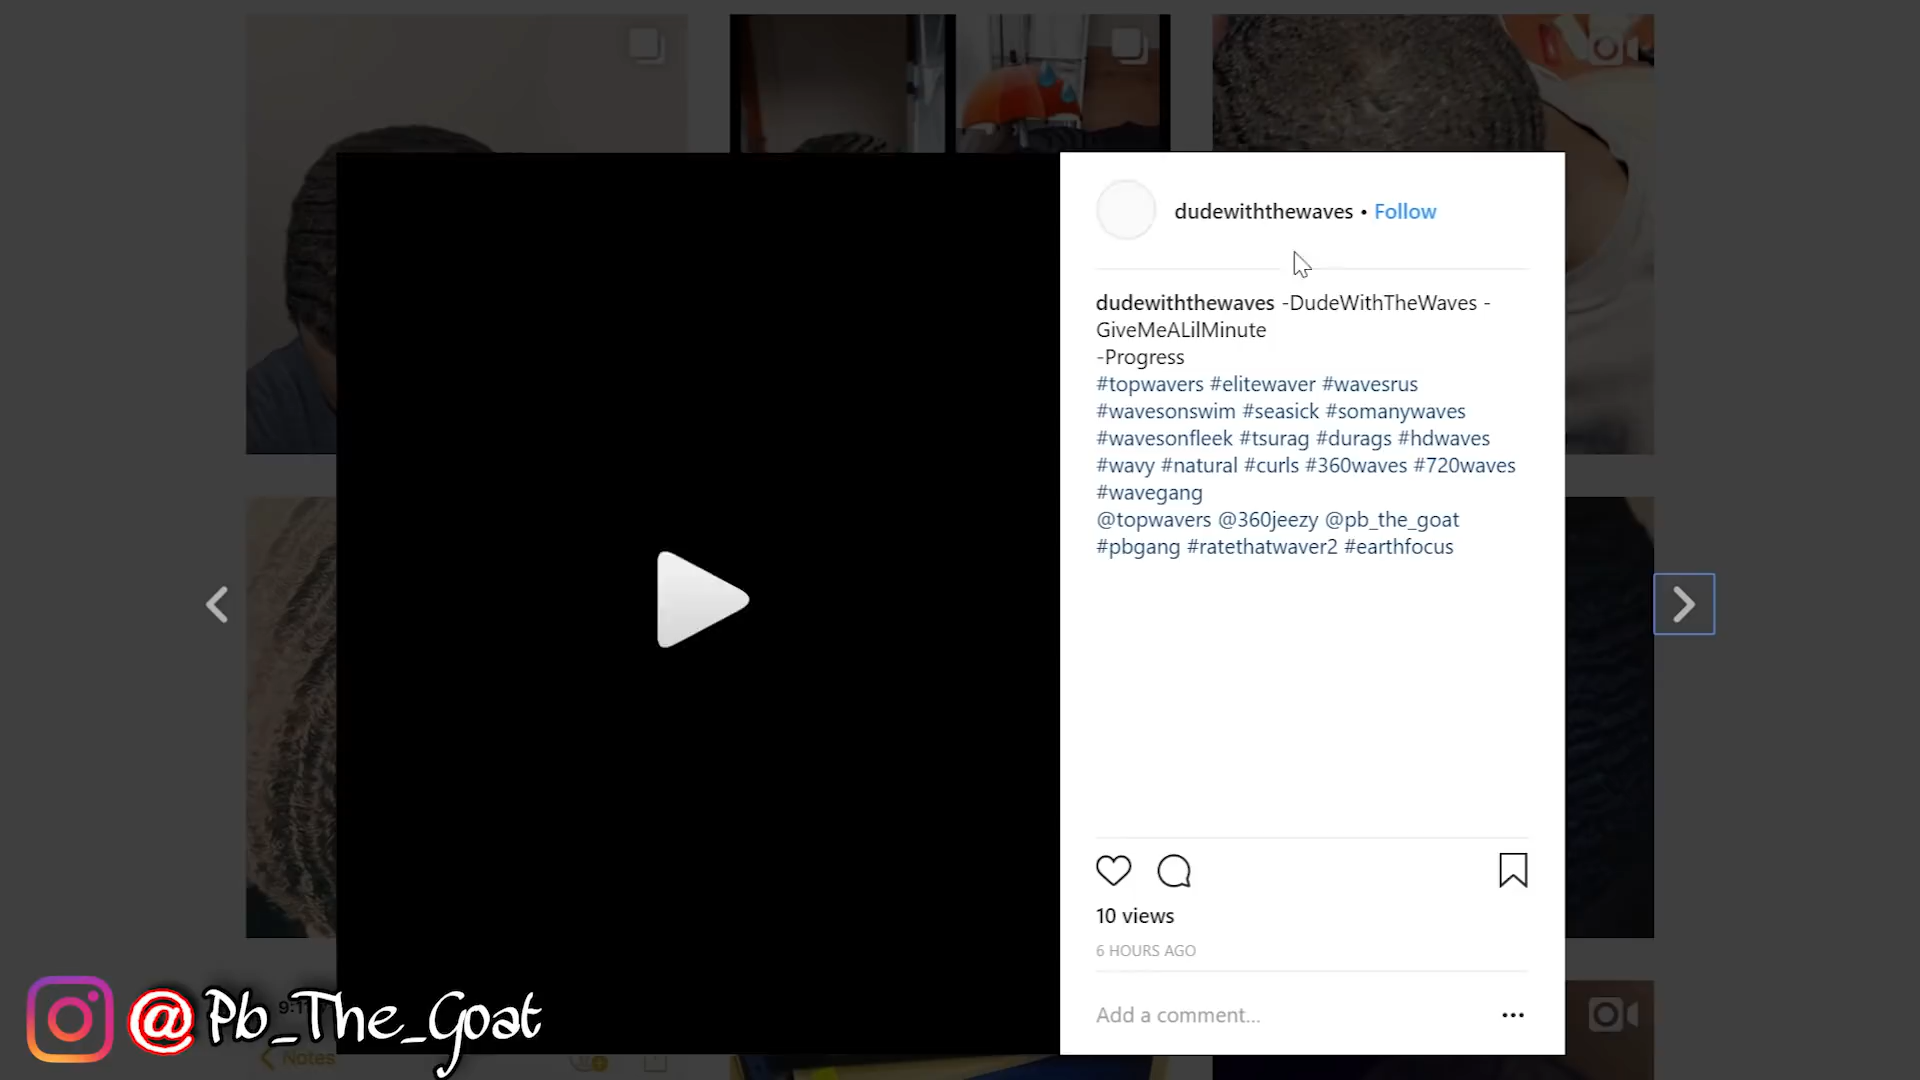 dudewiththewaves • Follow
dudewiththewaves -DudeWithTheWaves -
GiveMeALilMinute
-Progress
#topwavers #elitewaver #wavesrus
#wavesonswim #seasick #somanywaves
#wavesonfleek #tsurag #durags #hdwaves
#wavy #natural #curls #360waves #720waves
#wavegang
@topwavers @360jeezy @pb_the_goat
#pbgang #ratethatwaver2 #earthfocus
10 views
6 HOURS AGO
Add a comment...
@Pb_The_Goat
Notes